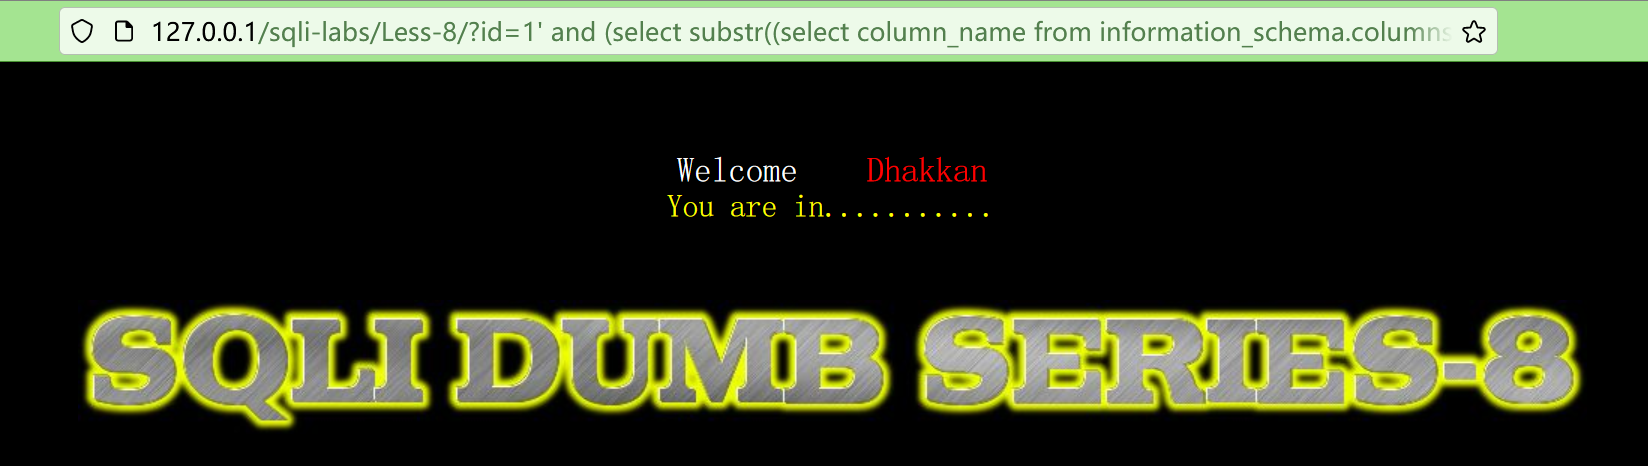 127.0.0.1/sqli-labs/Less-8/?id=1' and (select substr((select column_name from information_schema.columns
Welcome Dhakkan
You are in...........
SQLI DUMB SERIES-8